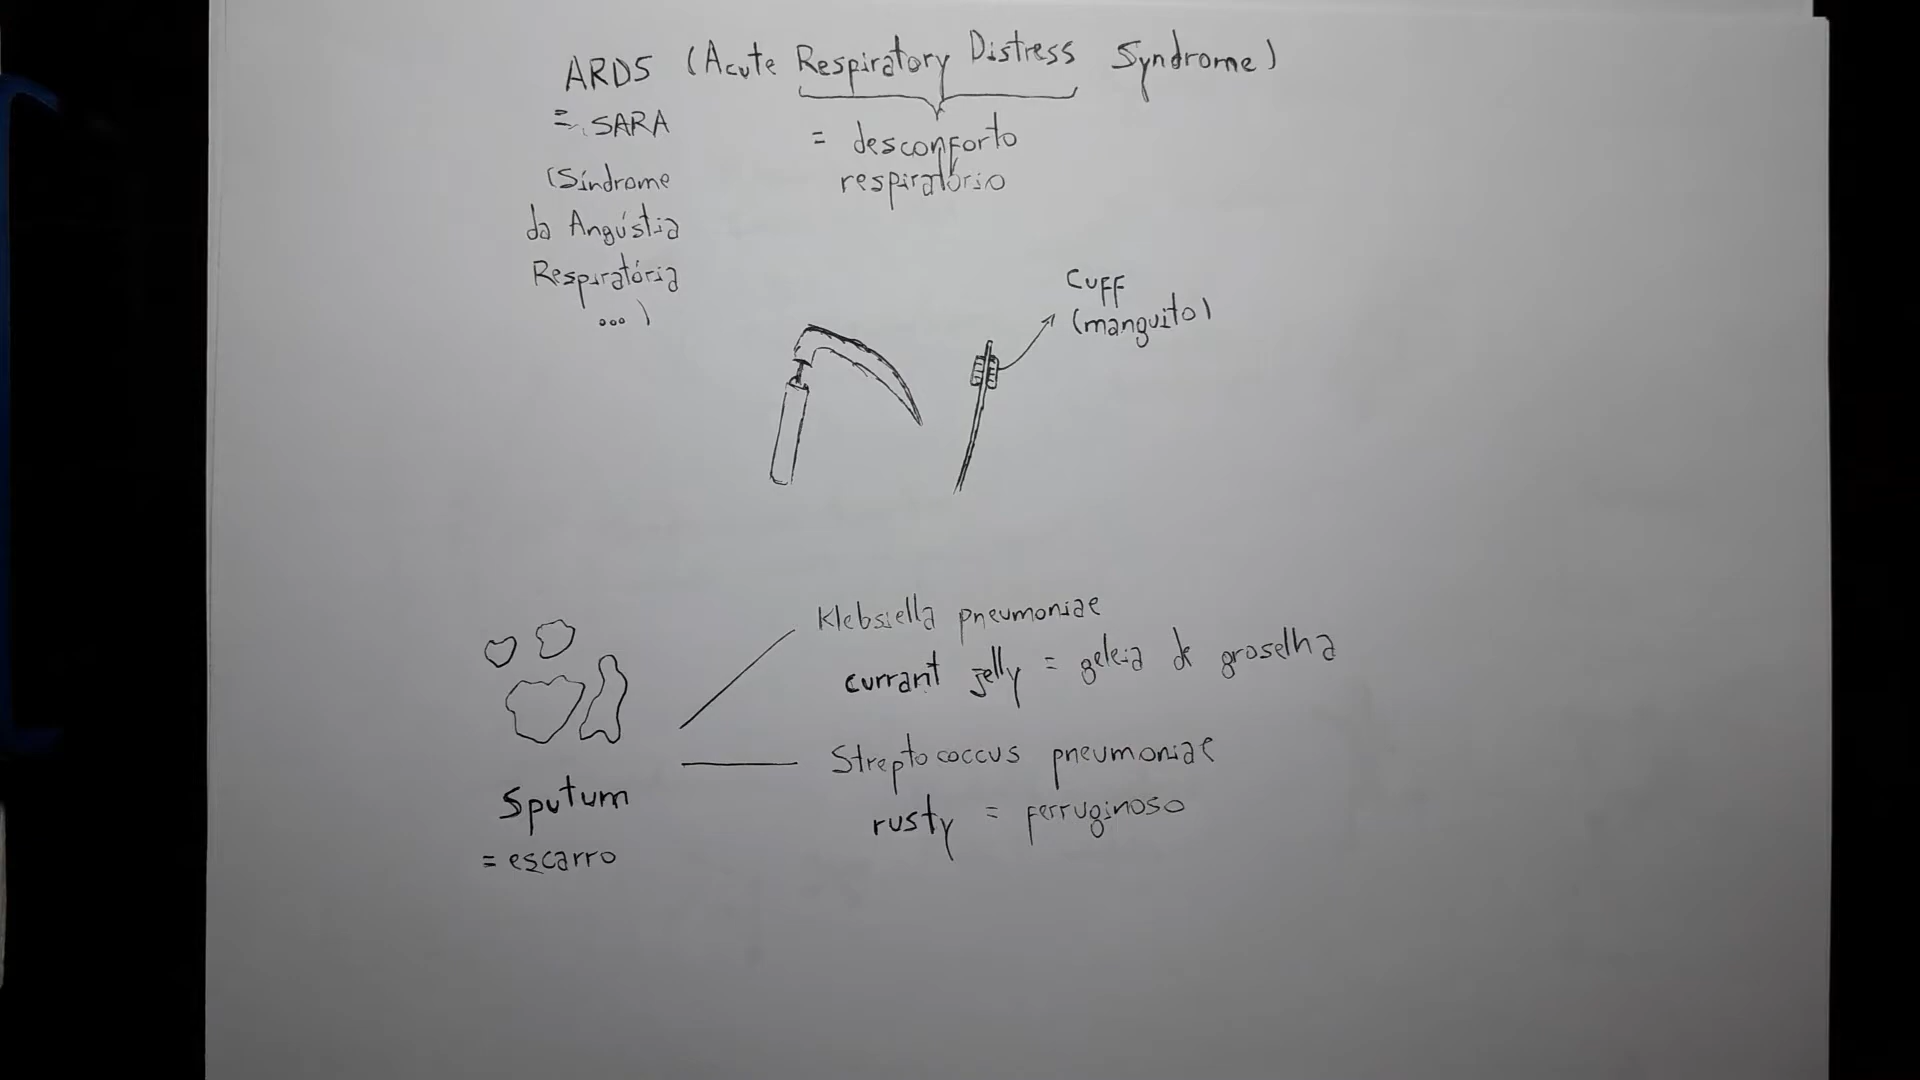 ARDS (Acute Respiratory Distress Syndrome)
= SARA
(Síndrome
da Angústia
Respiratória
...)
= desconforto
respiratório
Cuff
(manguito)
Klebsiella pneumoniae
currant jelly = geleia de groselha
Streptococcus pneumoniae
rusty = ferruginoso
Sputum
= escarro